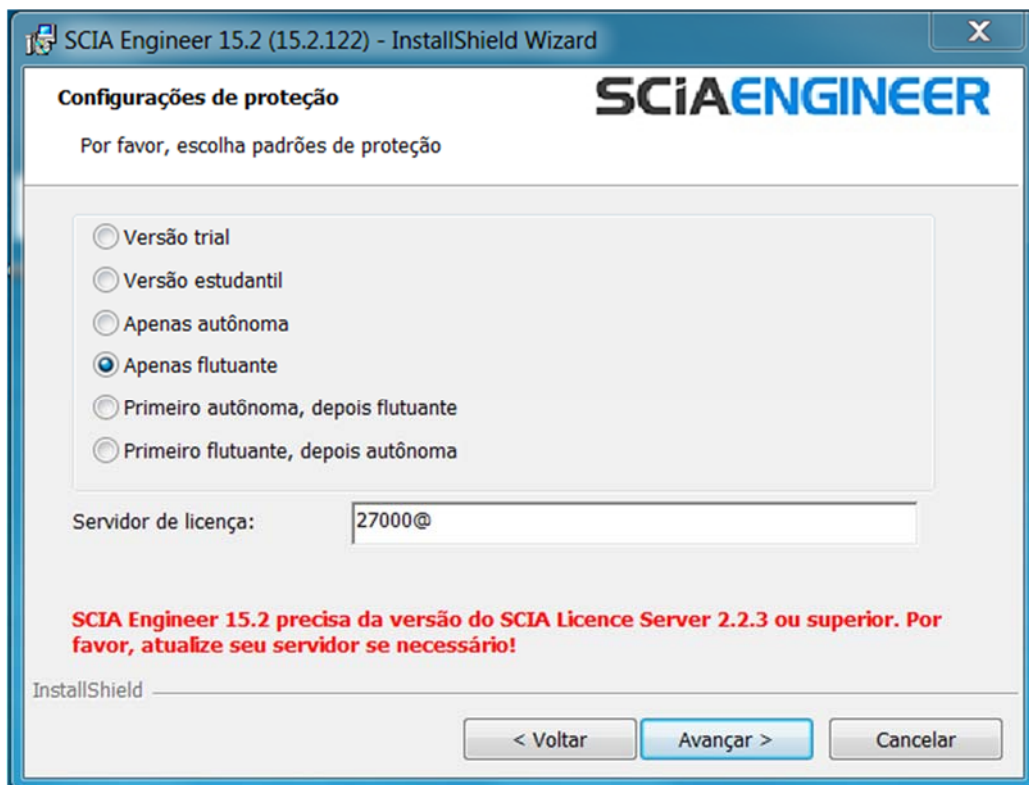 SCIA Engineer 15.2 (15.2.122) - InstallShield Wizard
X
Configurações de proteção
SCiAENGINEER
Por favor, escolha padrões de proteção
Versão trial
Versão estudantil
Apenas autônoma
Apenas flutuante
Primeiro autônoma, depois flutuante
Primeiro flutuante, depois autônoma
Servidor de licença:
27000@
SCIA Engineer 15.2 precisa da versão do SCIA Licence Server 2.2.3 ou superior. Por
favor, atualize seu servidor se necessário!
InstallShield
< Voltar
Avançar >
Cancelar